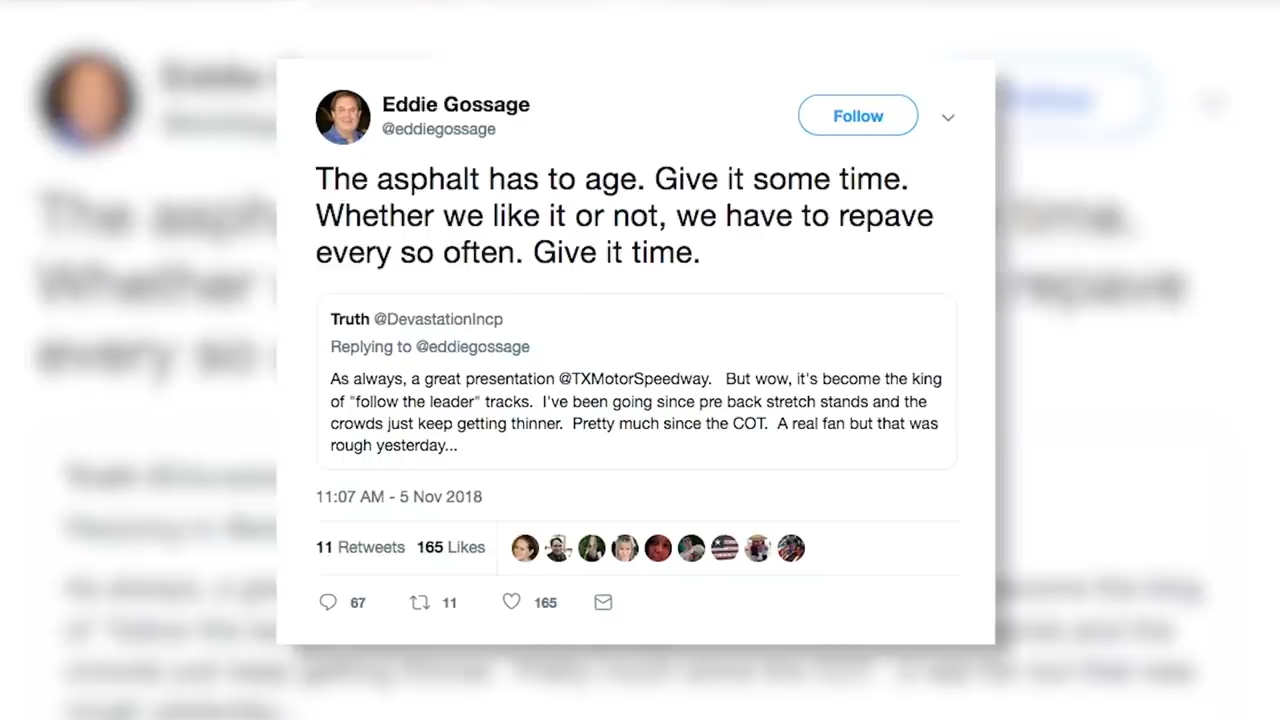 Eddie Gossage
@eddiegossage
Follow
The asphalt has to age. Give it some time.
Whether we like it or not, we have to repave
every so often. Give it time.
Truth @DevastationIncp
Replying to @eddiegossage
As always, a great presentation @TXMotorSpeedway. But wow, it's become the king
of "follow the leader" tracks. I've been going since pre back stretch stands and the
crowds just keep getting thinner. Pretty much since the COT. A real fan but that was
rough yesterday...
11:07 AM - 5 Nov 2018
11 Retweets 165 Likes
67 11 165